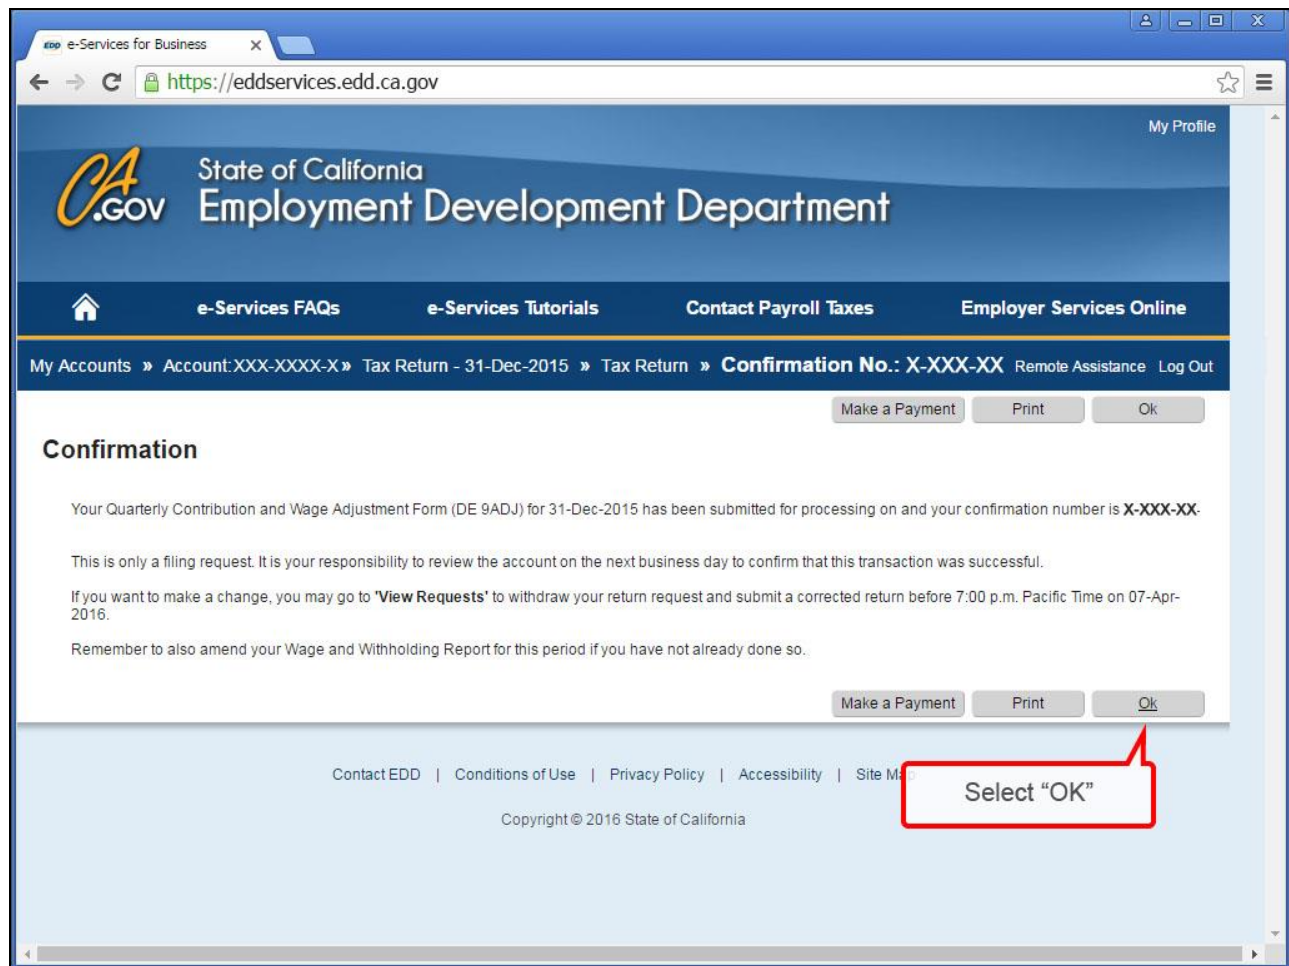 EDD e-Services for Business
https://eddservices.edd.ca.gov
My Profile
CA.GOV
State of California
Employment Development Department
e-Services FAQs e-Services Tutorials Contact Payroll Taxes Employer Services Online
My Accounts » Account:XXX-XXXX-X» Tax Return - 31-Dec-2015 » Tax Return » Confirmation No.: X-XXX-XX Remote Assistance Log Out
Make a Payment Print Ok
Confirmation
Your Quarterly Contribution and Wage Adjustment Form (DE 9ADJ) for 31-Dec-2015 has been submitted for processing on and your confirmation number is X-XXX-XX-
This is only a filing request. It is your responsibility to review the account on the next business day to confirm that this transaction was successful.
If you want to make a change, you may go to 'View Requests' to withdraw your return request and submit a corrected return before 7:00 p.m. Pacific Time on 07-Apr-
2016.
Remember to also amend your Wage and Withholding Report for this period if you have not already done so.
Make a Payment Print Ok
Contact EDD | Conditions of Use | Privacy Policy | Accessibility | Site Map
Select “OK”
Copyright © 2016 State of California